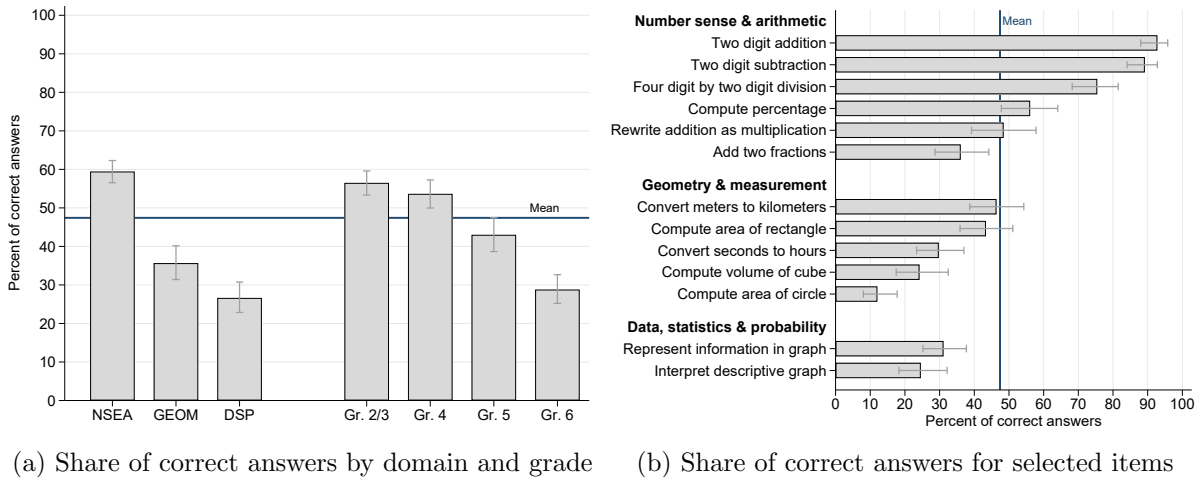 100
90
80
70
60
50
40
30
20
10
0
Percent of correct answers
Mean
NSEA GEOM DSP Gr. 2/3 Gr. 4 Gr. 5 Gr. 6
(a) Share of correct answers by domain and grade
Number sense & arithmetic
Mean
Two digit addition
Two digit subtraction
Four digit by two digit division
Compute percentage
Rewrite addition as multiplication
Add two fractions
Geometry & measurement
Convert meters to kilometers
Compute area of rectangle
Convert seconds to hours
Compute volume of cube
Compute area of circle
Data, statistics & probability
Represent information in graph
Interpret descriptive graph
0 10 20 30 40 50 60 70 80 90 100
Percent of correct answers
(b) Share of correct answers for selected items